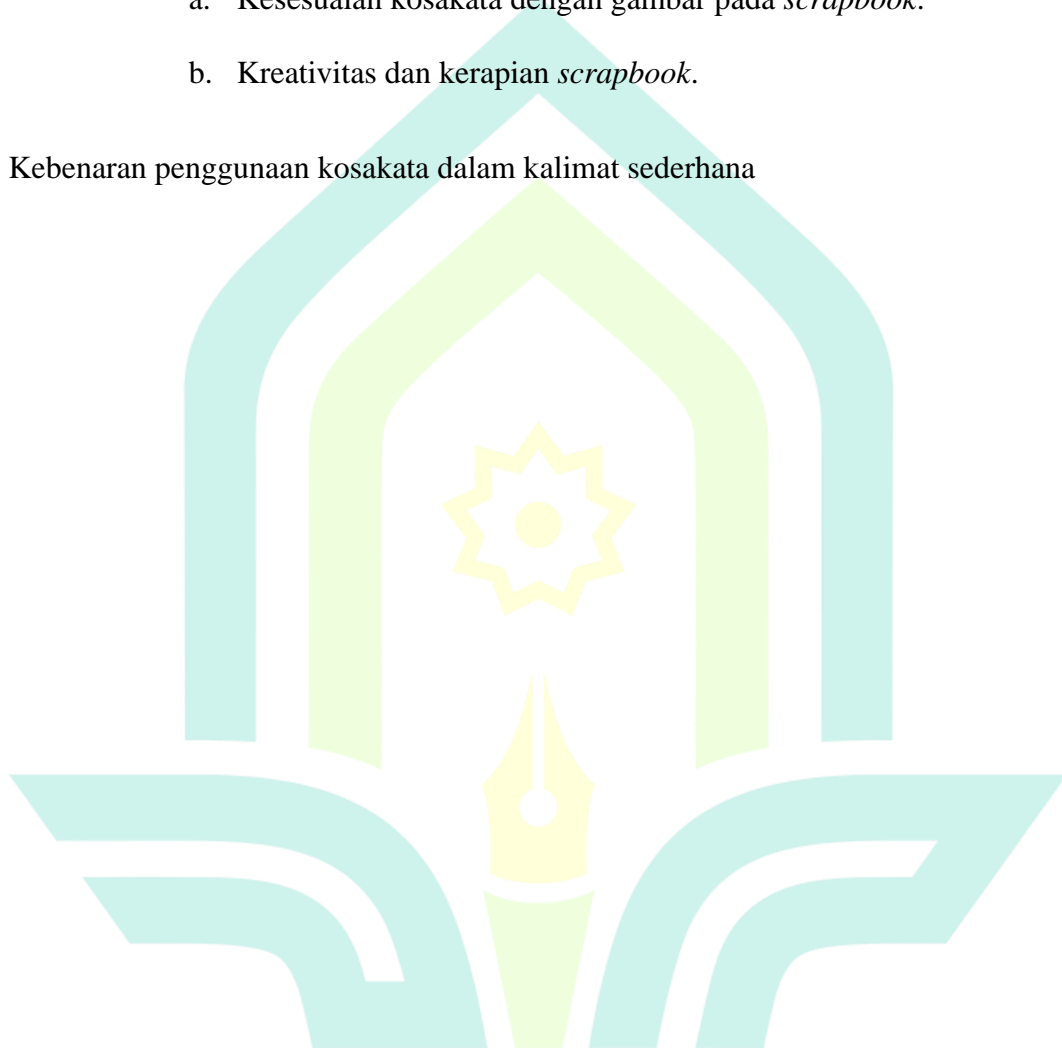 a. Kesesuaian kosakata dengan gambar pada scrapbook.
b. Kreativitas dan kerapian scrapbook.
Kebenaran penggunaan kosakata dalam kalimat sederhana